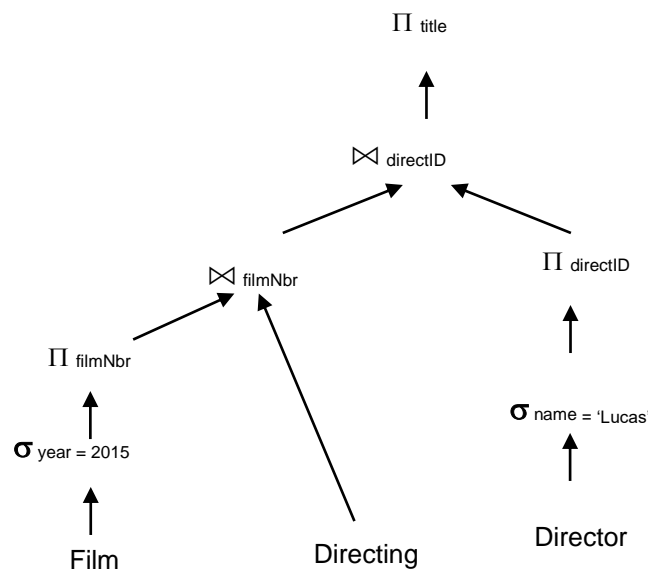 Π title
⋈ directID
⋈ filmNbr
Π directID
Π filmNbr
σ name = ‘Lucas’
σ year = 2015
Film
Directing
Director